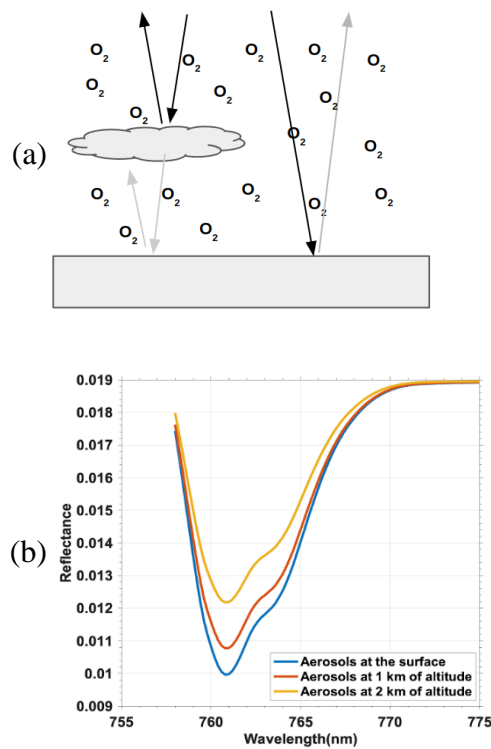 O2 O2 O2 O2 O2
O2 O2 O2
O2
O2 O2
(a)
O2 O2 O2 O2 O2
O2 O2
(b)
Reflectance
0.019
0.018
0.017
0.016
0.015
0.014
0.013
0.012
0.011
0.01
0.009
Aerosols at the surface
Aerosols at 1 km of altitude
Aerosols at 2 km of altitude
755 760 765 770 775
Wavelength(nm)